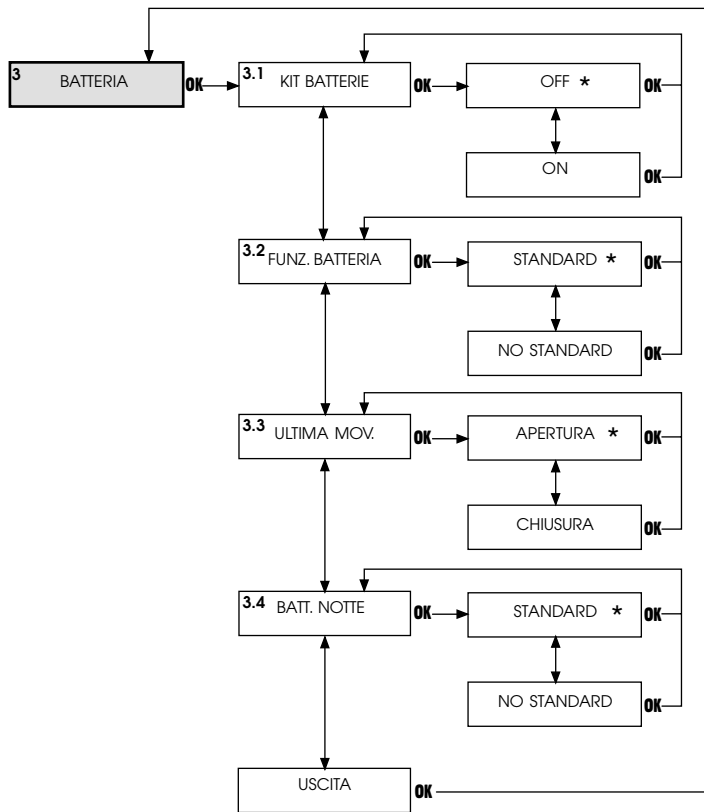 3 BATTERIA OK 3.1 KIT BATTERIE OK OFF * OK
ON OK
3.2 FUNZ. BATTERIA OK STANDARD * OK
NO STANDARD OK
3.3 ULTIMA MOV. OK APERTURA * OK
CHIUSURA OK
3.4 BATT. NOTTE OK STANDARD * OK
NO STANDARD OK
USCITA OK